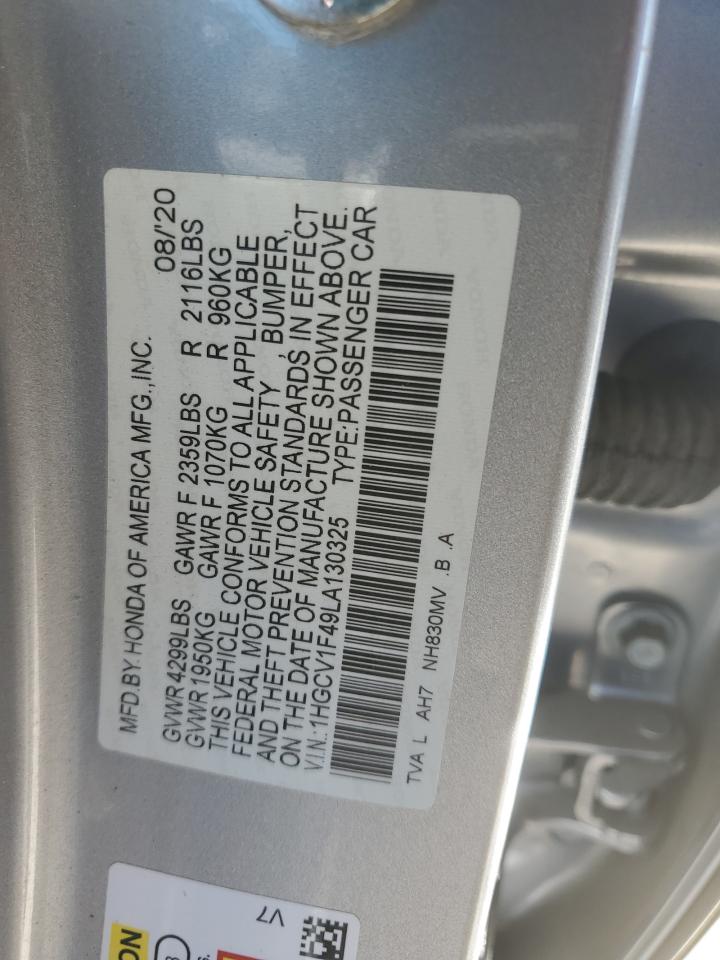 MFD.BY HONDA OF AMERICA MFG.,INC. 08/'20
GVWR 4299LBS GAWR F 2359LBS R 2116LBS
GVWR 1950KG GAWR F 1070KG R 960KG
THIS VEHICLE CONFORMS TO ALL APPLICABLE
FEDERAL MOTOR VEHICLE SAFETY , BUMPER,
AND THEFT PREVENTION STANDARDS IN EFFECT
ON THE DATE OF MANUFACTURE SHOWN ABOVE.
V.I.N.:1HGCV1F49LA130325 TYPE:PASSENGER CAR
TVA L AH7 NH830MV .B .A
V7